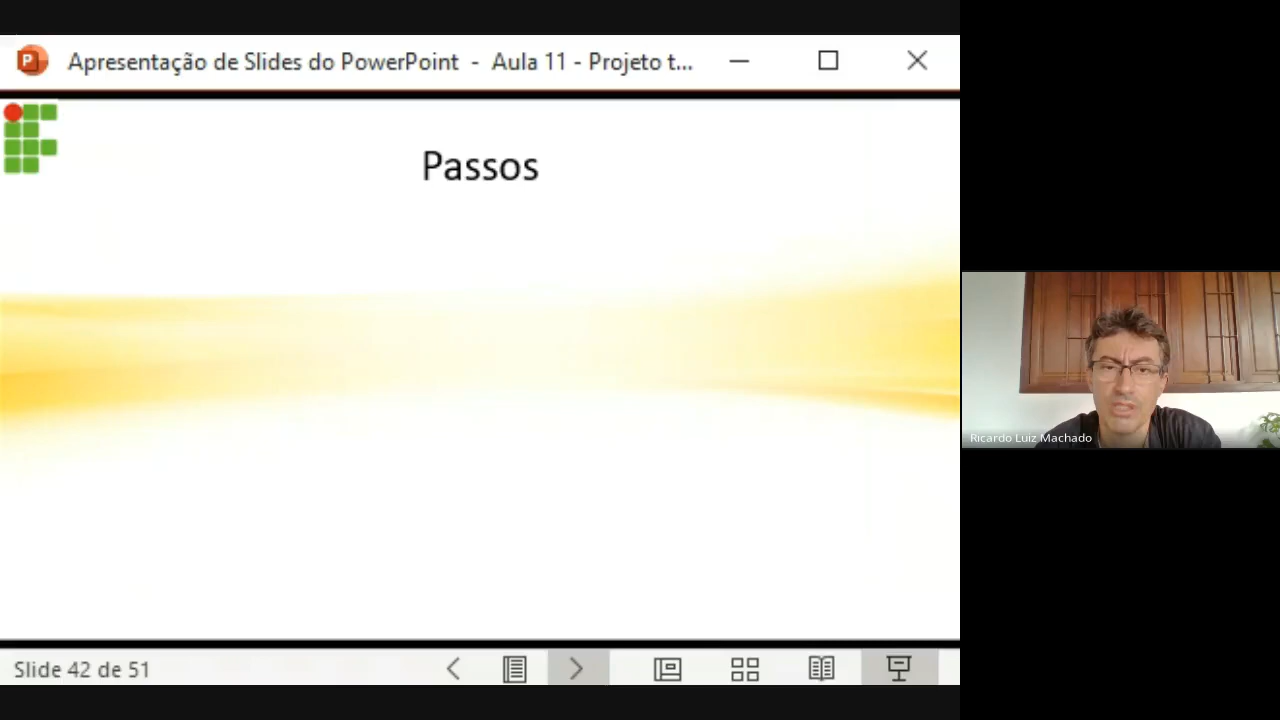 Apresentação de Slides do PowerPoint - Aula 11 - Projeto t...
Passos
Ricardo Luiz Machado
Slide 42 de 51